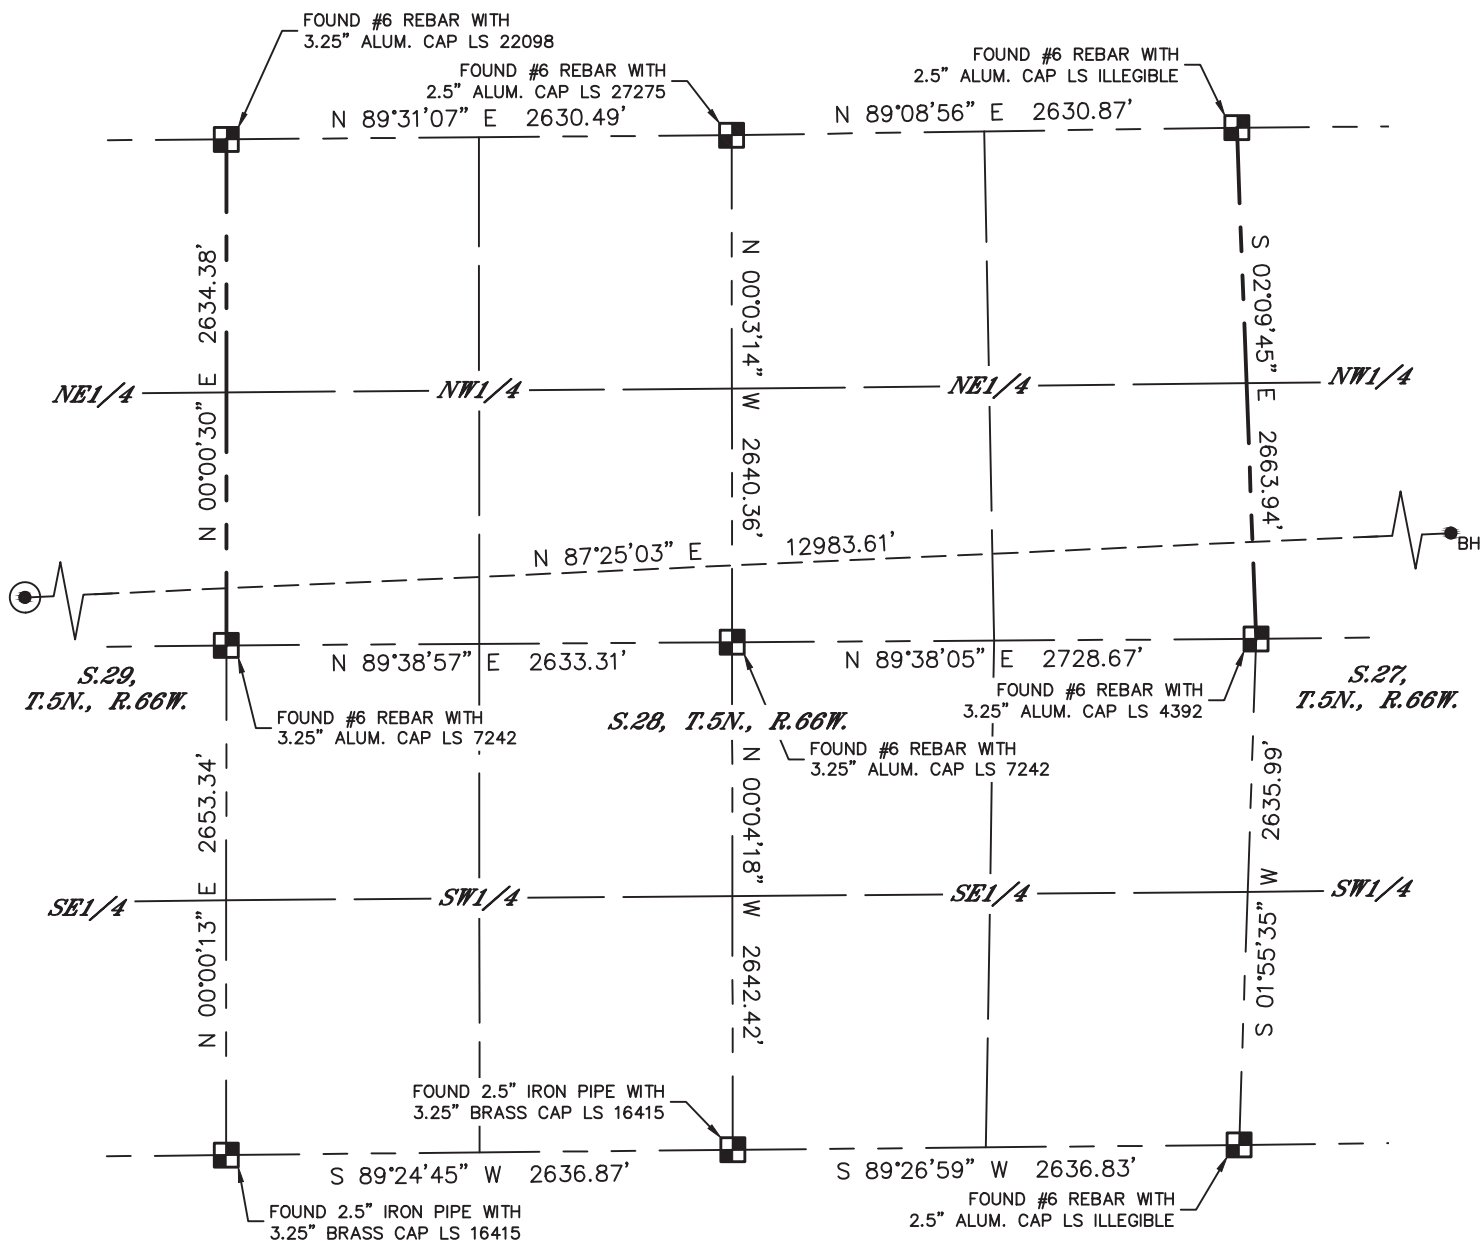 FOUND #6 REBAR WITH
3.25" ALUM. CAP LS 22098
FOUND #6 REBAR WITH
2.5" ALUM. CAP LS 27275
FOUND #6 REBAR WITH
2.5" ALUM. CAP LS ILLEGIBLE
N 89°31'07" E 2630.49'
N 89°08'56" E 2630.87'
N 00°00'30" E 2634.38'
N 00°03'14" W 2640.36'
S 02°09'45" E 2663.94'
NE1/4
NW1/4
NE1/4
NW1/4
N 87°25'03" E 12983.61'
BH
N 89°38'57" E 2633.31'
N 89°38'05" E 2728.67'
S.29,
T.5N., R.66W.
S.28, T.5N., R.66W.
S.27,
T.5N., R.66W.
FOUND #6 REBAR WITH
3.25" ALUM. CAP LS 7242
FOUND #6 REBAR WITH
3.25" ALUM. CAP LS 7242
FOUND #6 REBAR WITH
3.25" ALUM. CAP LS 4392
N 00°00'13" E 2653.34'
N 00°04'18" W 2642.42'
S 01°55'35" W 2635.99'
SE1/4
SW1/4
SE1/4
SW1/4
FOUND 2.5" IRON PIPE WITH
3.25" BRASS CAP LS 16415
S 89°24'45" W 2636.87'
S 89°26'59" W 2636.83'
FOUND 2.5" IRON PIPE WITH
3.25" BRASS CAP LS 16415
FOUND #6 REBAR WITH
2.5" ALUM. CAP LS ILLEGIBLE